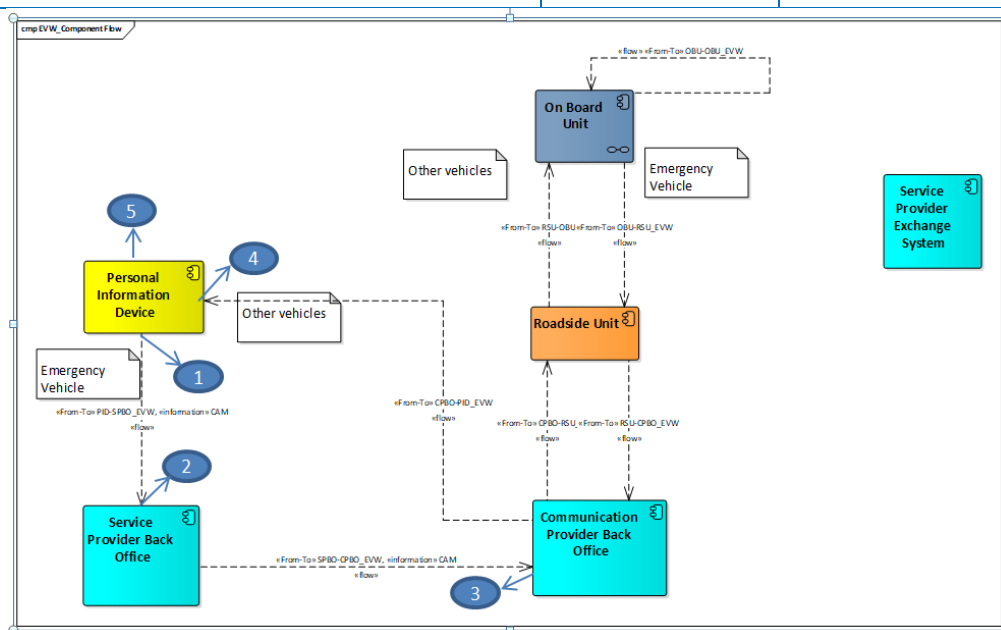 cmp EVW_Component Flow
«flow» «From-To» OBU-OBU_EVW
On Board
Unit
Other vehicles
Emergency
Vehicle
Service
Provider
Exchange
System
5
4
«From-To» RSU-OBU
«From-To» OBU-RSU_EVW
«flow»
«flow»
Personal
Information
Device
Other vehicles
Roadside Unit
Emergency
Vehicle
1
«From-To» PID-SPBO_EVW, «information» CAM
«flow»
«From-To» CPBO-PID_EVW
«flow»
«From-To» CPBO-RSU_
«From-To» RSU-CPBO_EVW
«flow»
«flow»
2
Service
Provider Back
Office
Communication
Provider Back
Office
«From-To» SPBO-CPBO_EVW, «information» CAM
«flow»
3